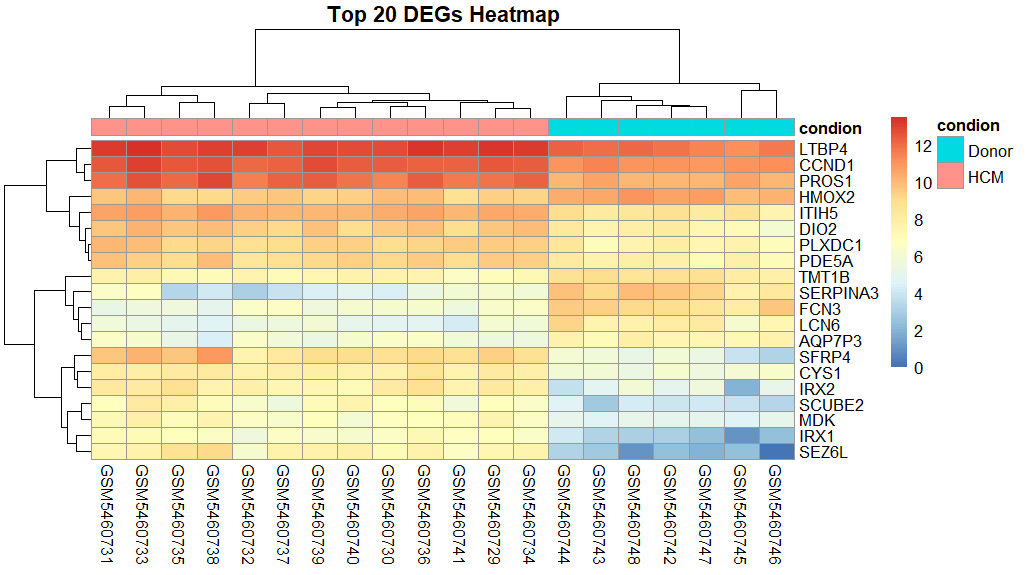 Top 20 DEGs Heatmap
condion
LTBP4
CCND1
PROS1
HMOX2
ITIH5
DIO2
PLXDC1
PDE5A
TMT1B
SERPINA3
FCN3
LCN6
AQP7P3
SFRP4
CYS1
IRX2
SCUBE2
MDK
IRX1
SEZ6L
12
10
8
6
4
2
0
condion
Donor
HCM
GSM5460731
GSM5460733
GSM5460735
GSM5460738
GSM5460732
GSM5460737
GSM5460739
GSM5460740
GSM5460730
GSM5460736
GSM5460741
GSM5460729
GSM5460734
GSM5460744
GSM5460743
GSM5460748
GSM5460742
GSM5460747
GSM5460745
GSM5460746